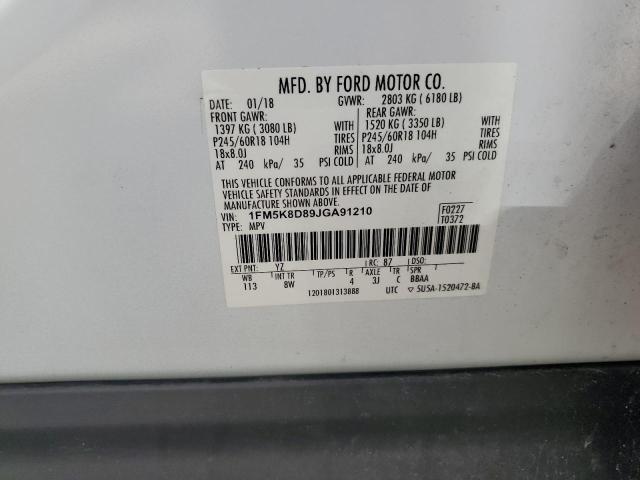 MFD. BY FORD MOTOR CO.
DATE: 01/18 GVWR: 2803 KG ( 6180 LB)
FRONT GAWR: REAR GAWR:
1397 KG ( 3080 LB) WITH 1520 KG ( 3350 LB) WITH
P245/60R18 104H TIRES P245/60R18 104H TIRES
18x8.0J RIMS 18x8.0J RIMS
AT 240 kPa/ 35 PSI COLD AT 240 kPa/ 35 PSI COLD
THIS VEHICLE CONFORMS TO ALL APPLICABLE FEDERAL MOTOR
VEHICLE SAFETY STANDARDS IN EFFECT ON THE DATE OF
MANUFACTURE SHOWN ABOVE.
VIN: 1FM5K8D89JGA91210 F0227
TYPE: MPV T0372
EXT PNT: YZ RC: 87 DSO:
WB INT TR TP/PS R AXLE TR SPR
113 8W 4 3J C BBAA
1201801313888 UTC ▽ 5U5A-1520472-BA